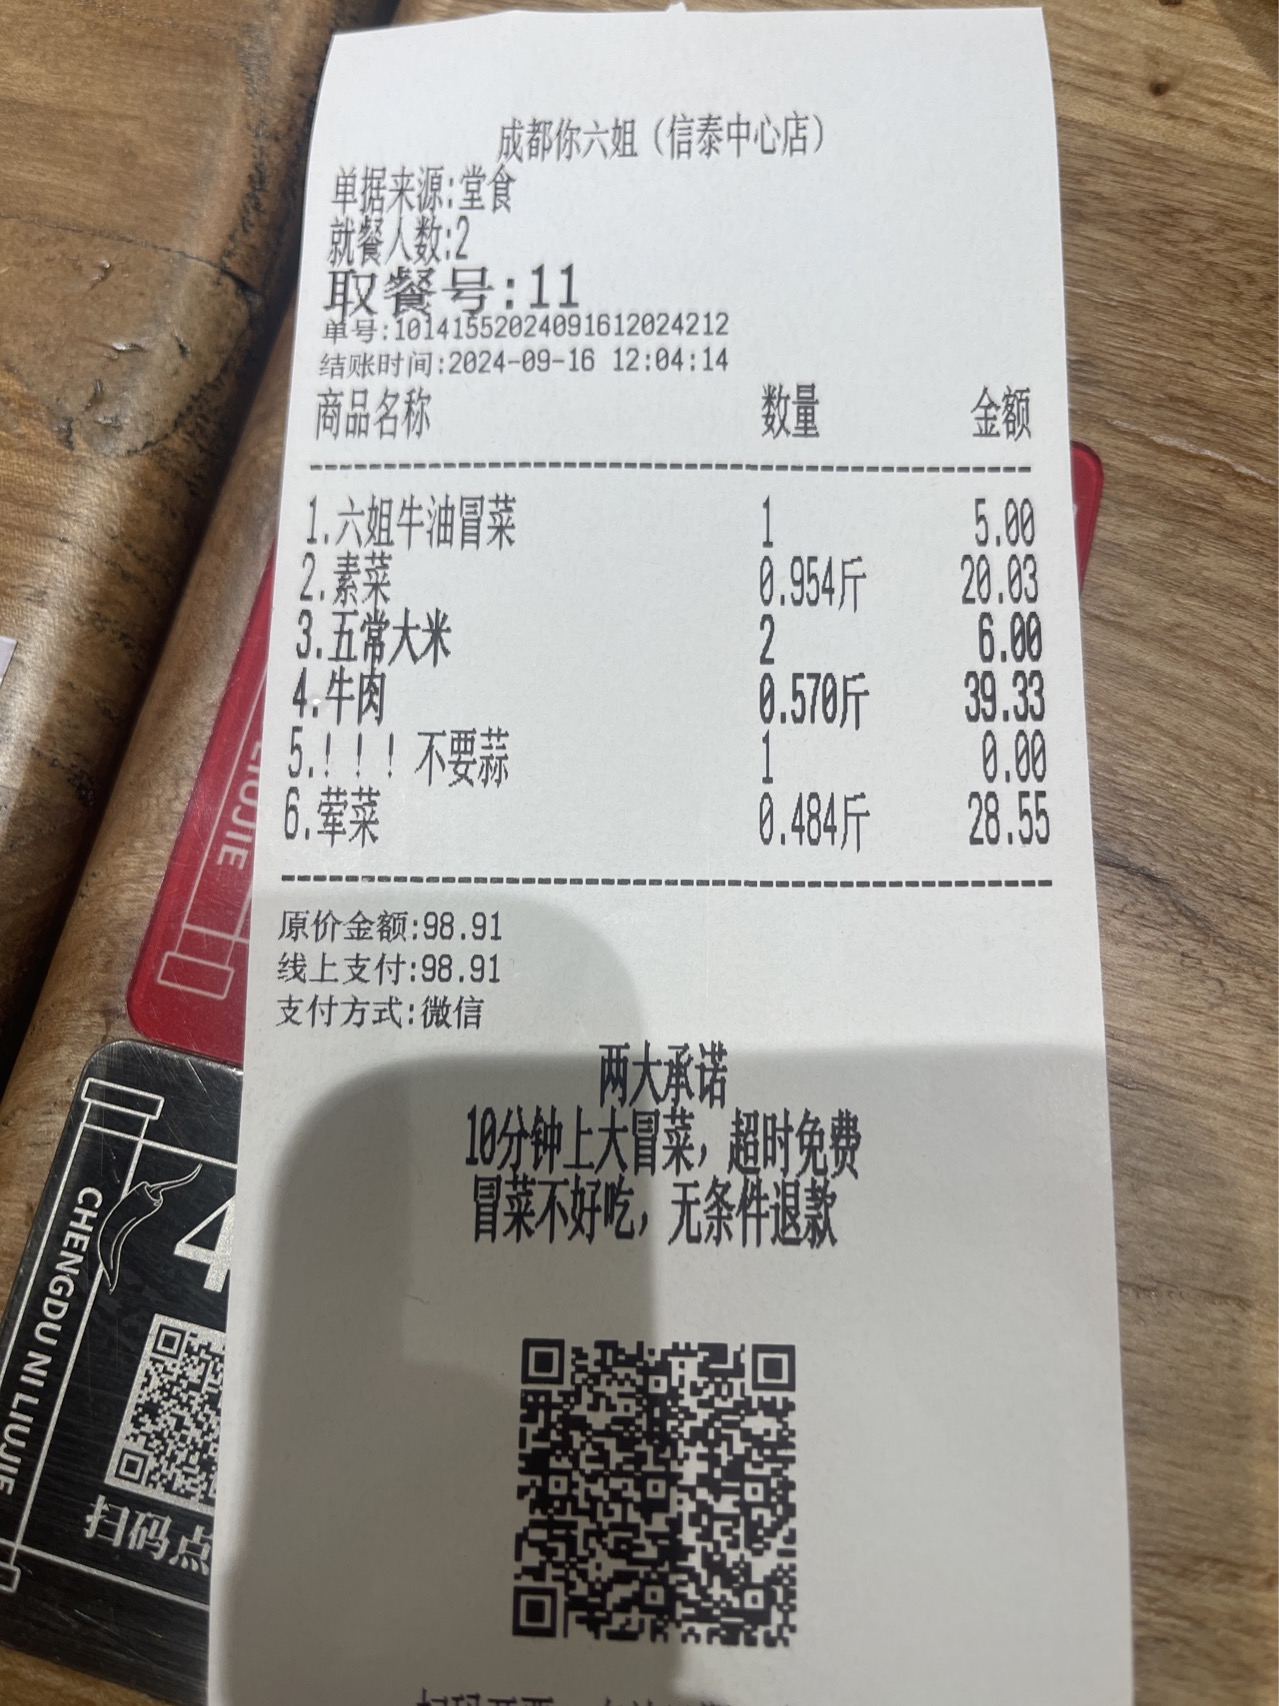 成都你六姐（信泰中心店）
单据来源:堂食
就餐人数:2
取餐号:11
单号:10141552024091612024212
结账时间:2024-09-16 12:04:14
商品名称 数量 金额
1.六姐牛油冒菜 1 5.00
2.素菜 0.954斤 20.03
3.五常大米 2 6.00
4.牛肉 0.570斤 39.33
5.！！！不要蒜 1 0.00
6.荤菜 0.484斤 28.55
原价金额:98.91
线上支付:98.91
支付方式:微信
两大承诺
10分钟上大冒菜，超时免费
冒菜不好吃，无条件退款
LIUJIE
4
CHENGDU NI LIUJIE
扫码点